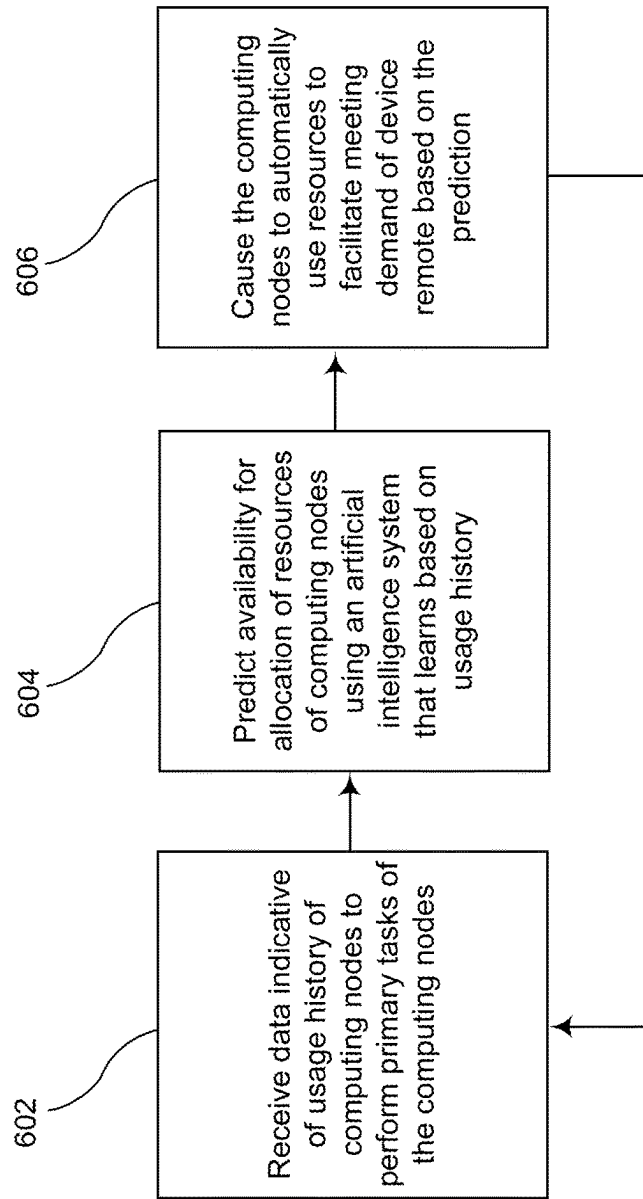 602
Receive data indicative
of usage history of
computing nodes to
perform primary tasks of
the computing nodes
604
Predict availability for
allocation of resources
of computing nodes
using an artificial
intelligence system
that learns based on
usage history
606
Cause the computing
nodes to automatically
use resources to
facilitate meeting
demand of device
remote based on the
prediction